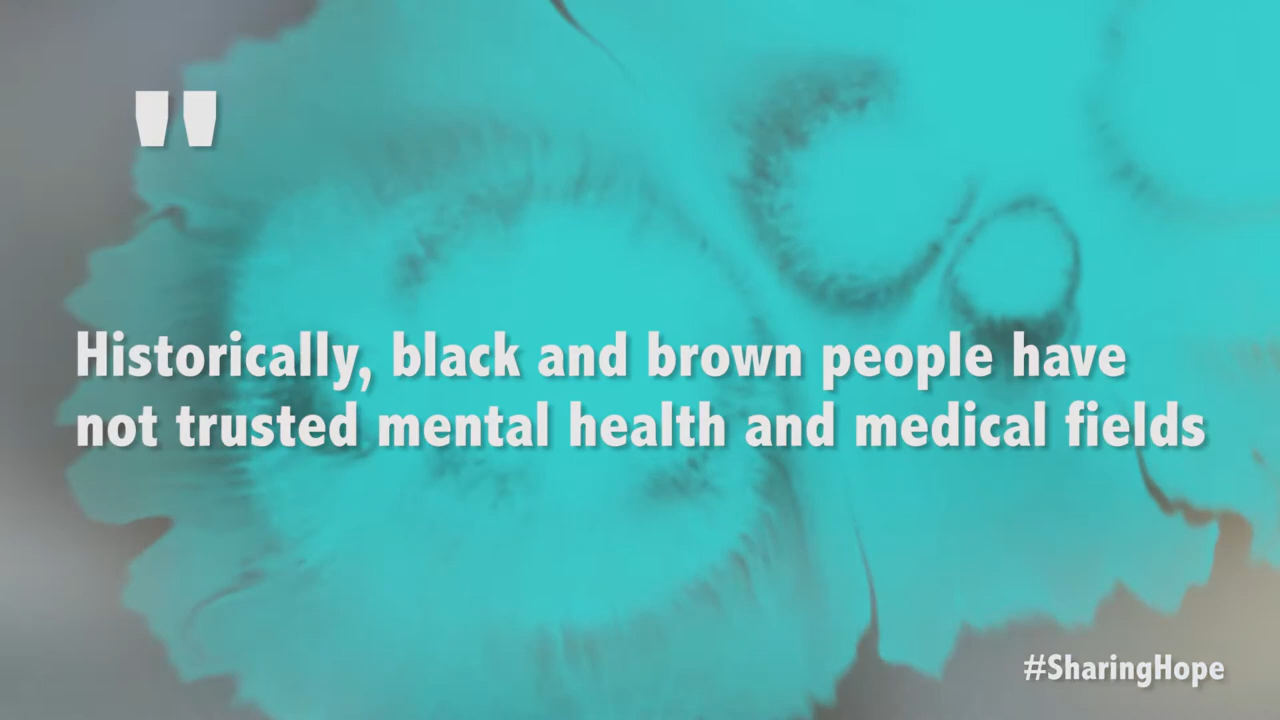 "
Historically, black and brown people have
not trusted mental health and medical fields
#SharingHope